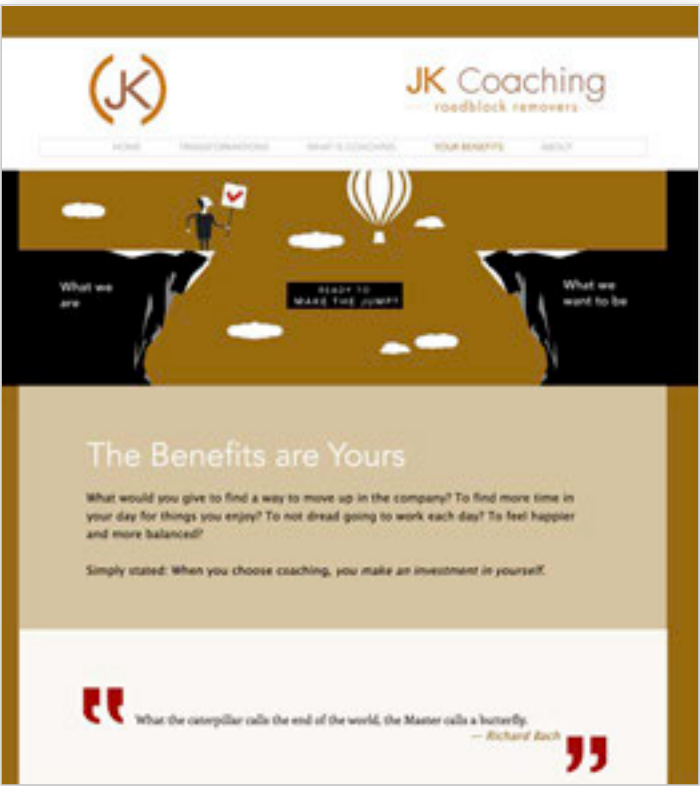 JK
JK Coaching
roadblock removers
HOME TRANSFORMATIONS WHAT IS COACHING YOUR BENEFITS ABOUT
What we
are
READY TO
MAKE THE JUMP?
What we
want to be
The Benefits are Yours
What would you give to find a way to move up in the company? To find more time in
your day for things you enjoy? To not dread going to work each day? To feel happier
and more balanced?
Simply stated: When you choose coaching, you make an investment in yourself.
What the caterpillar calls the end of the world, the Master calls a butterfly.
— Richard Bach